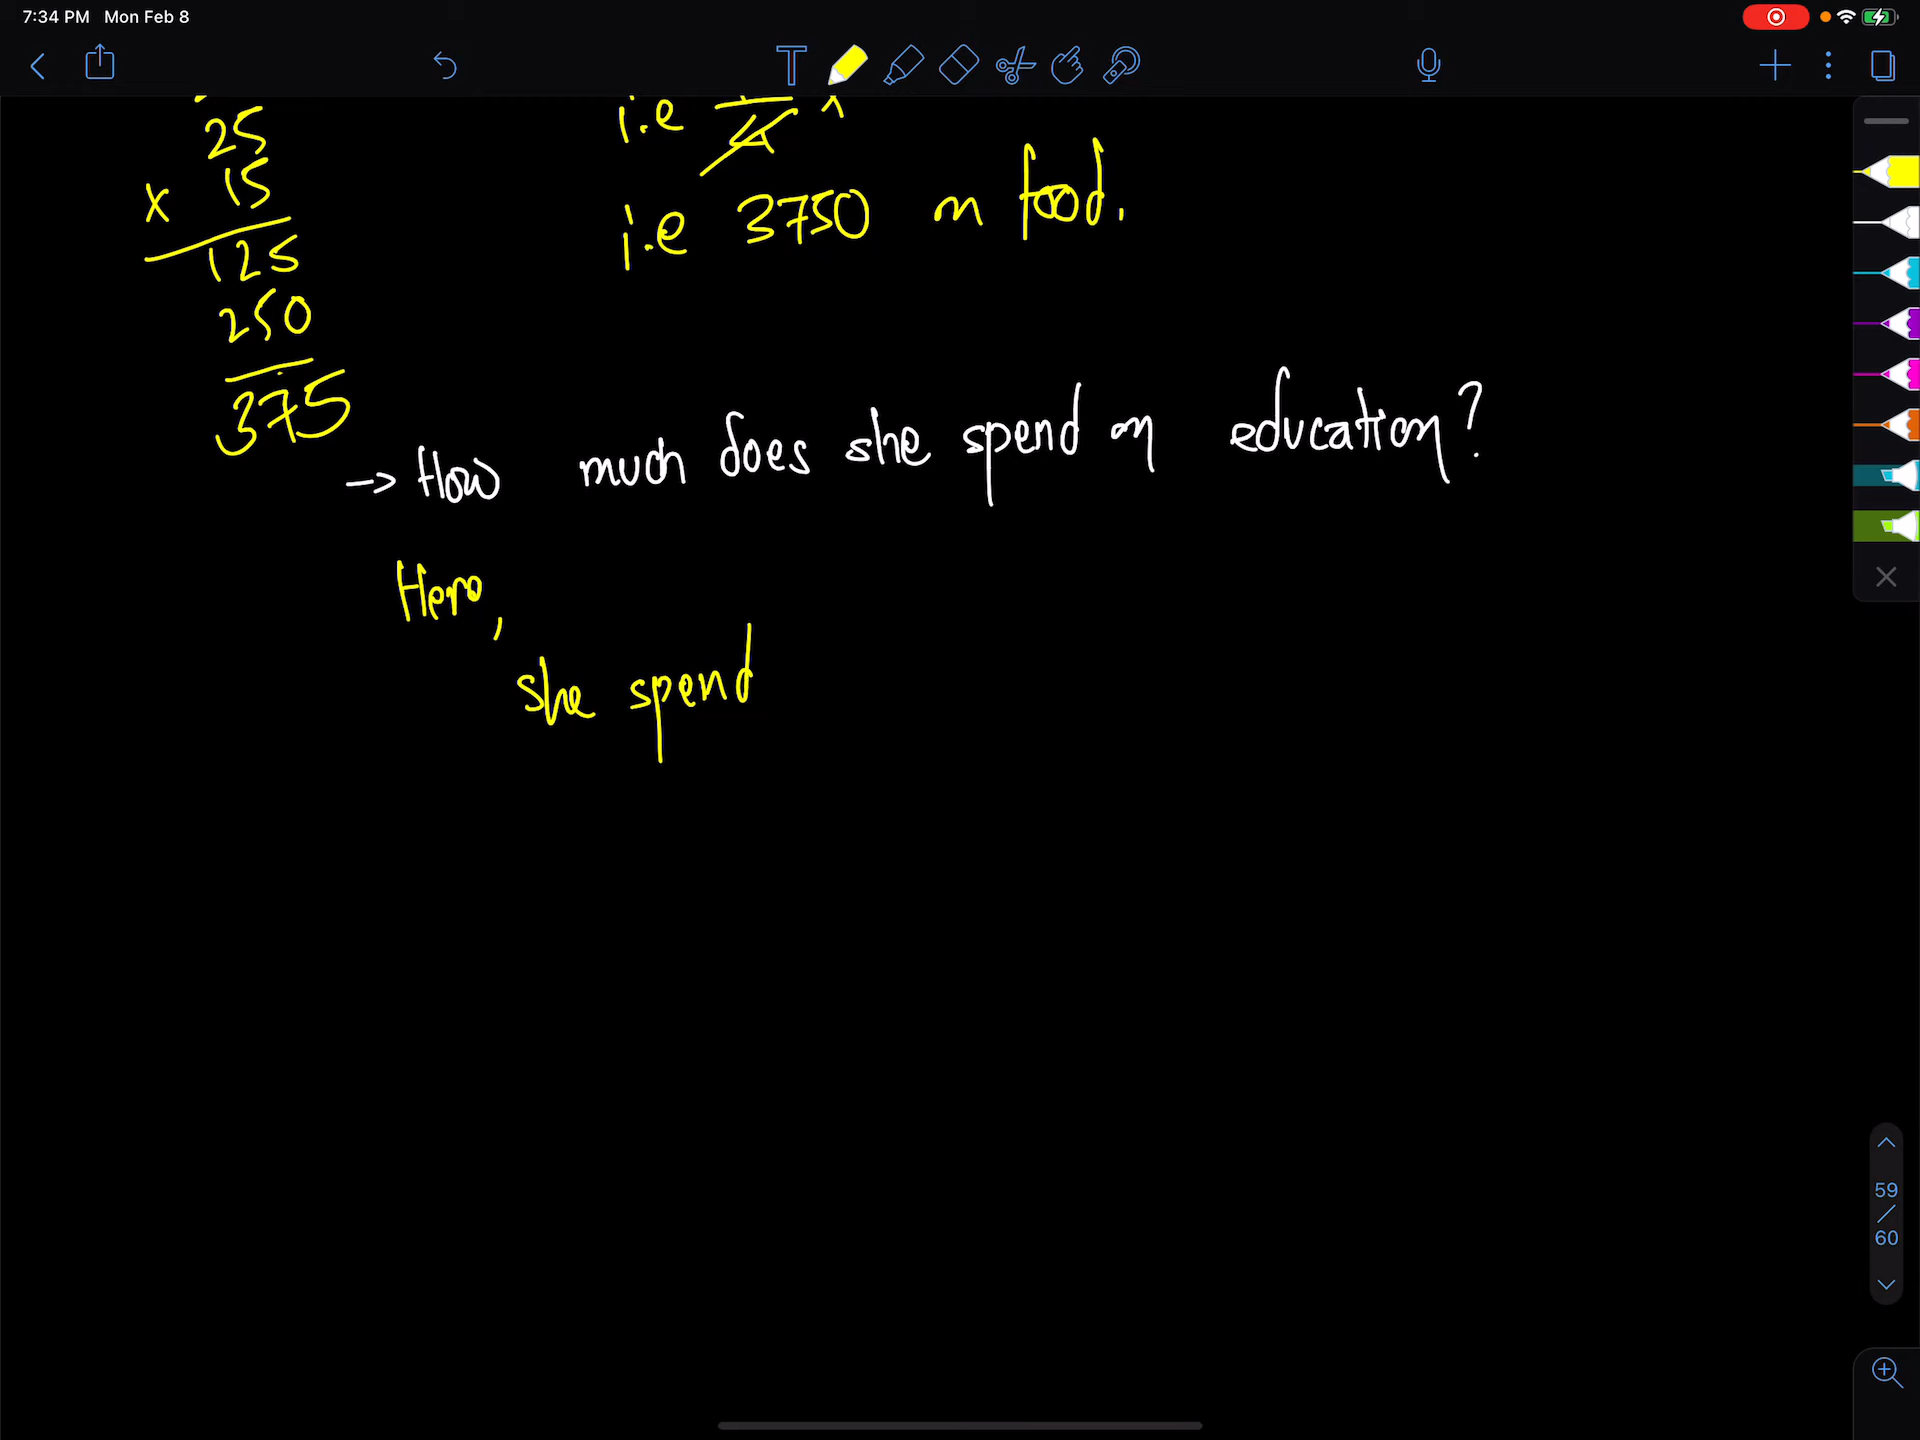 7:34 PM Mon Feb 8
25
x 15
125
250
375
i.e
i.e 3750 on food.
→ How much does she spend on education?
Here,
she spend
59
/
60